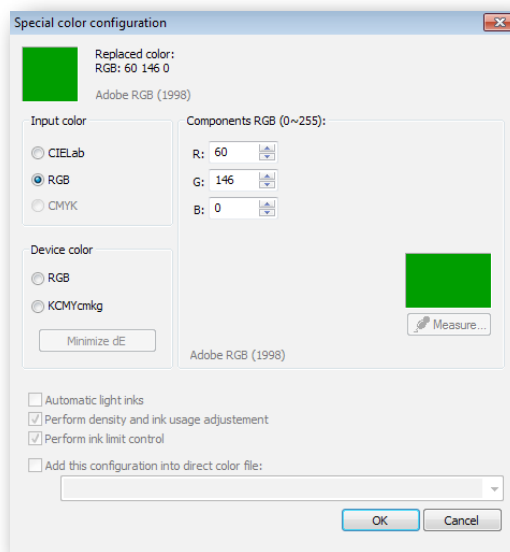 Special color configuration
Replaced color:
RGB: 60 146 0
Adobe RGB (1998)
Input color
CIELab
RGB
CMYK
Components RGB (0~255):
R: 60
G: 146
B: 0
Device color
RGB
KCMYcmkg
Minimize dE
Measure...
Adobe RGB (1998)
Automatic light inks
Perform density and ink usage adjustement
Perform ink limit control
Add this configuration into direct color file:
OK
Cancel